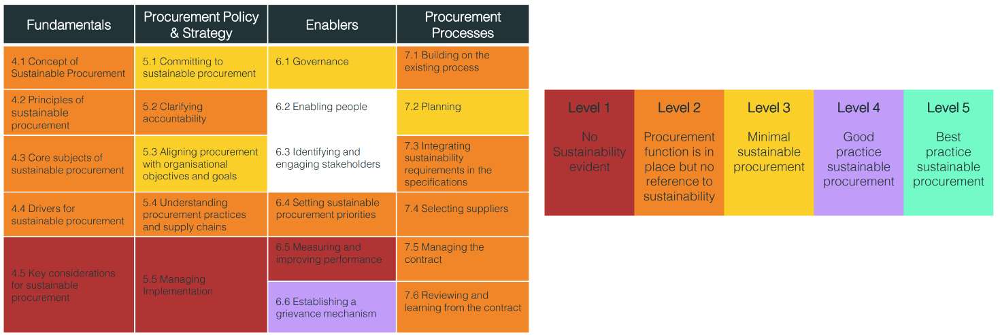 Fundamentals
Procurement Policy
& Strategy
Enablers
Procurement
Processes
4.1 Concept of
Sustainable Procurement
5.1 Committing to
sustainable procurement
6.1 Governance
7.1 Building on the
existing process
4.2 Principles of
sustainable
procurement
5.2 Clarifying
accountability
6.2 Enabling people
7.2 Planning
4.3 Core subjects of
sustainable procurement
5.3 Aligning procurement
with organisational
objectives and goals
6.3 Identifying and
engaging stakeholders
7.3 Integrating
sustainability
requirements in the
specifications
4.4 Drivers for
sustainable procurement
5.4 Understanding
procurement practices
and supply chains
6.4 Setting sustainable
procurement priorities
7.4 Selecting suppliers
4.5 Key considerations
for sustainable
procurement
5.5 Managing
Implementation
6.5 Measuring and
improving performance
7.5 Managing the
contract
6.6 Establishing a
grievance mechanism
7.6 Reviewing and
learning from the contract
Level 1
No
Sustainability
evident
Level 2
Procurement
function is in
place but no
reference to
sustainability
Level 3
Minimal
sustainable
procurement
Level 4
Good
practice
sustainable
procurement
Level 5
Best
practice
sustainable
procurement